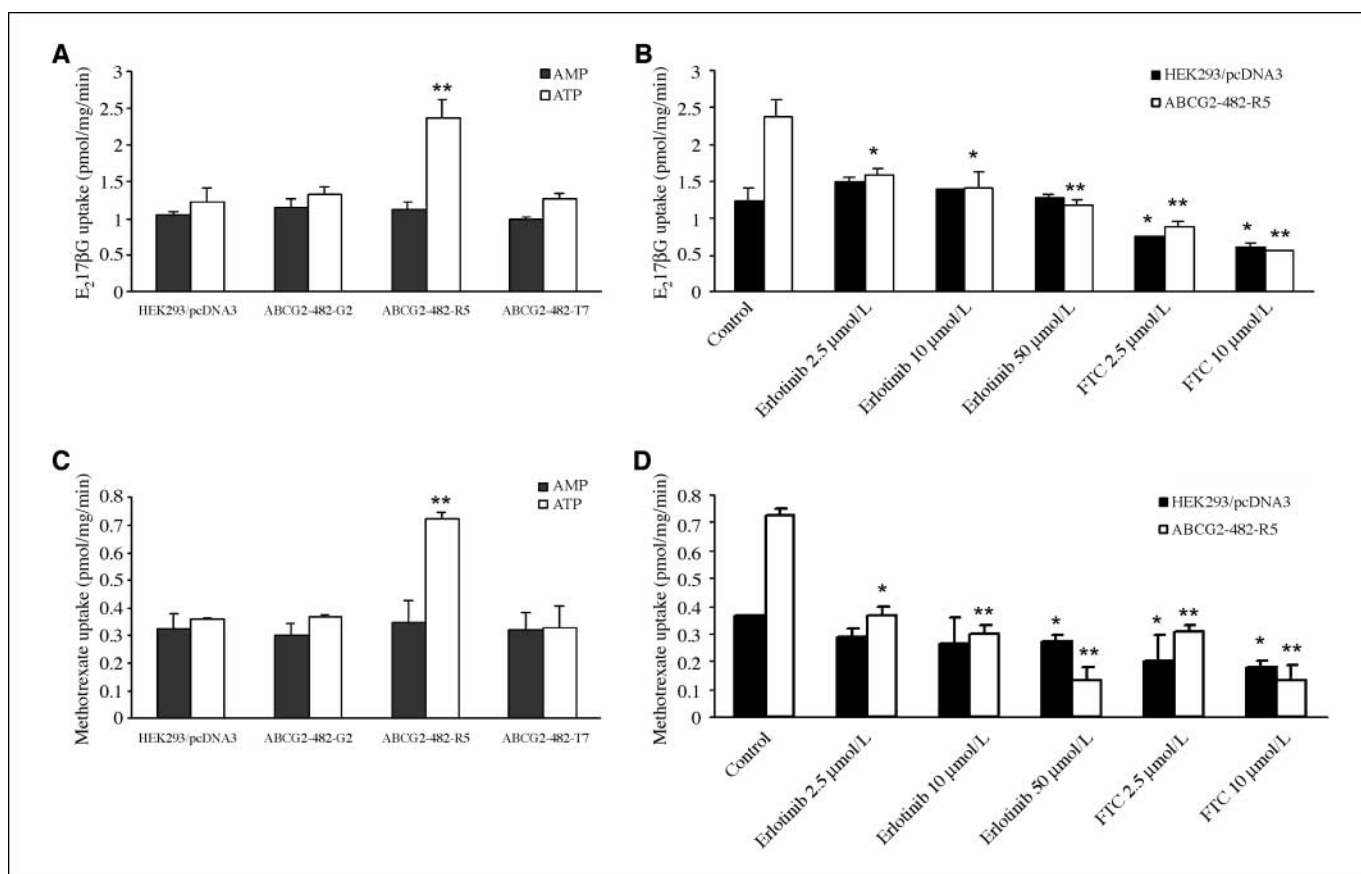 A
E₂17βG uptake (pmol/mg/min)
3
2.5
2
1.5
1
0.5
0
**
AMP
ATP
HEK293/pcDNA3
ABCG2-482-G2
ABCG2-482-R5
ABCG2-482-T7
B
E₂17βG uptake (pmol/mg/min)
3
2.5
2
1.5
1
0.5
0
HEK293/pcDNA3
ABCG2-482-R5
*
*
**
*
**
*
**
Control
Erlotinib 2.5 μmol/L
Erlotinib 10 μmol/L
Erlotinib 50 μmol/L
FTC 2.5 μmol/L
FTC 10 μmol/L
C
Methotrexate uptake (pmol/mg/min)
0.8
0.7
0.6
0.5
0.4
0.3
0.2
0.1
0
**
AMP
ATP
HEK293/pcDNA3
ABCG2-482-G2
ABCG2-482-R5
ABCG2-482-T7
D
Methotrexate uptake (pmol/mg/min)
0.8
0.7
0.6
0.5
0.4
0.3
0.2
0.1
0
HEK293/pcDNA3
ABCG2-482-R5
*
**
*
**
*
**
*
**
Control
Erlotinib 2.5 μmol/L
Erlotinib 10 μmol/L
Erlotinib 50 μmol/L
FTC 2.5 μmol/L
FTC 10 μmol/L